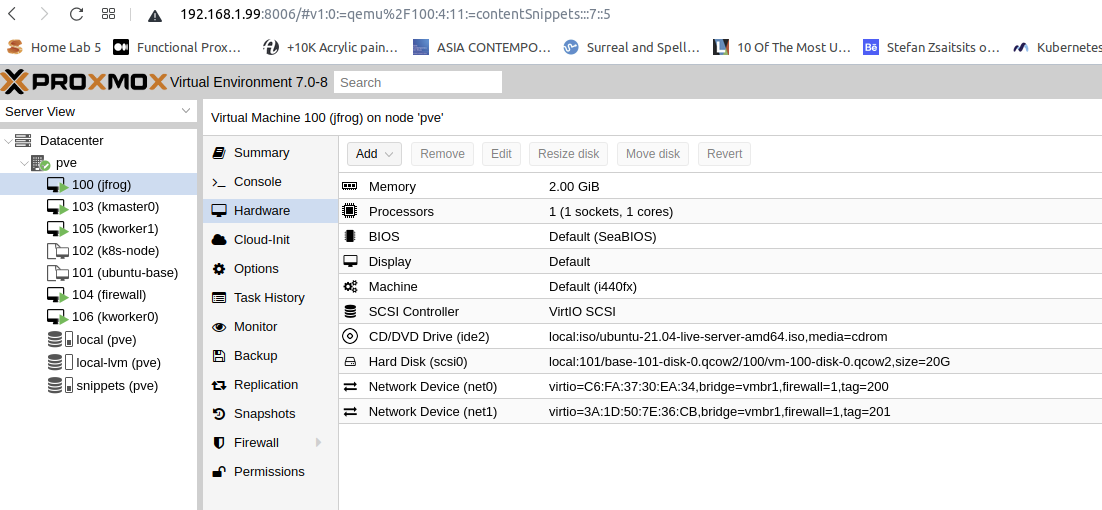 192.168.1.99:8006/#v1:0:=qemu%2F100:4:11:=contentSnippets:::7::5
Home Lab 5 Functional Prox… +10K Acrylic pain… ASIA CONTEMPO… Surreal and Spell… 10 Of The Most U… Bē Stefan Zsaitsits o… Kubernetes
PROXMOX Virtual Environment 7.0-8 Search
Server View
Datacenter
pve
100 (jfrog)
103 (kmaster0)
105 (kworker1)
102 (k8s-node)
101 (ubuntu-base)
104 (firewall)
106 (kworker0)
local (pve)
local-lvm (pve)
snippets (pve)
Virtual Machine 100 (jfrog) on node 'pve'
Summary
Console
Hardware
Cloud-Init
Options
Task History
Monitor
Backup
Replication
Snapshots
Firewall
Permissions
Add Remove Edit Resize disk Move disk Revert
Memory 2.00 GiB
Processors 1 (1 sockets, 1 cores)
BIOS Default (SeaBIOS)
Display Default
Machine Default (i440fx)
SCSI Controller VirtIO SCSI
CD/DVD Drive (ide2) local:iso/ubuntu-21.04-live-server-amd64.iso,media=cdrom
Hard Disk (scsi0) local:101/base-101-disk-0.qcow2/100/vm-100-disk-0.qcow2,size=20G
Network Device (net0) virtio=C6:FA:37:30:EA:34,bridge=vmbr1,firewall=1,tag=200
Network Device (net1) virtio=3A:1D:50:7E:36:CB,bridge=vmbr1,firewall=1,tag=201